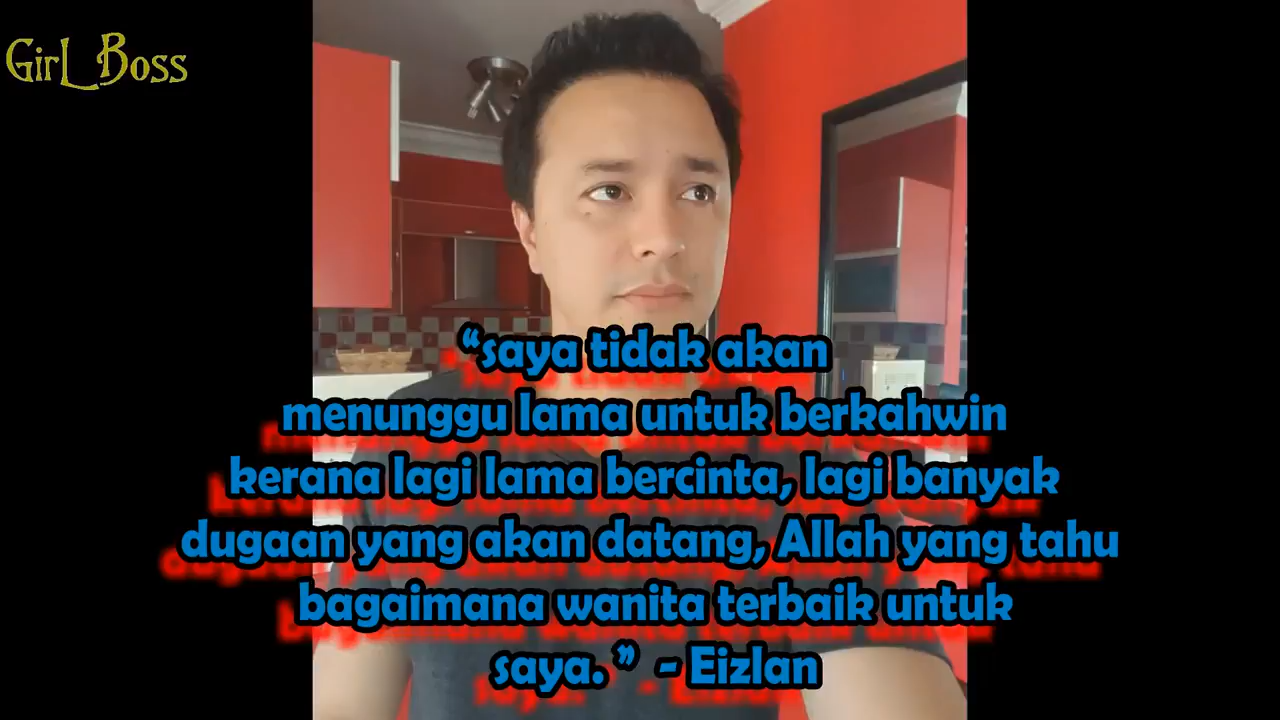 GirL_Boss
“saya tidak akan
menunggu lama untuk berkahwin
kerana lagi lama bercinta, lagi banyak
dugaan yang akan datang, Allah yang tahu
bagaimana wanita terbaik untuk
saya. ” - Eizlan